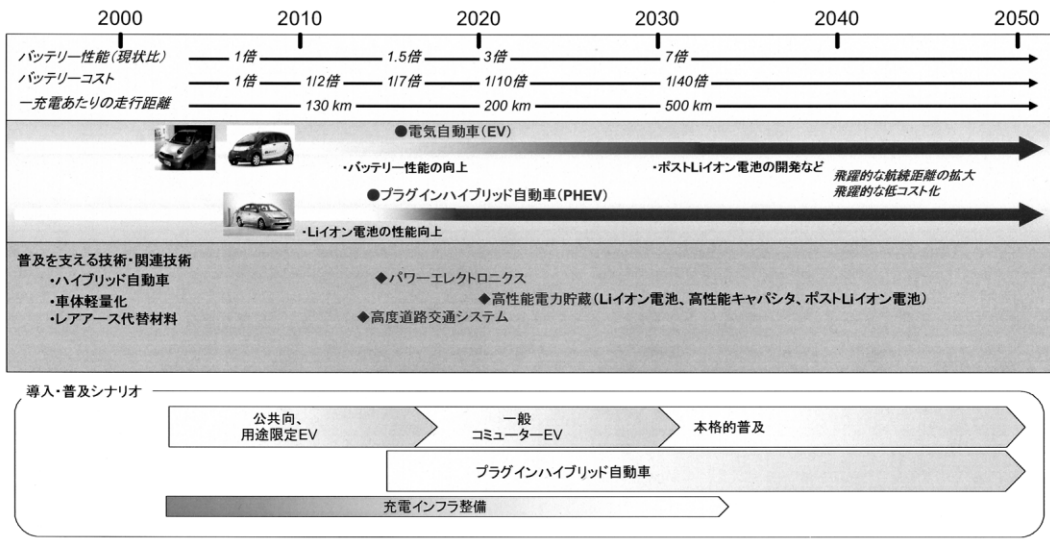 2000 2010 2020 2030 2040 2050
バッテリー性能(現状比) 1倍 1.5倍 3倍 7倍
バッテリーコスト 1倍 1/2倍 1/7倍 1/10倍 1/40倍
一充電あたりの走行距離 130 km 200 km 500 km
●電気自動車(EV)
・バッテリー性能の向上 ・ポストLiイオン電池の開発など
飛躍的な航続距離の拡大
飛躍的な低コスト化
●プラグインハイブリッド自動車(PHEV)
・Liイオン電池の性能向上
普及を支える技術・関連技術
・ハイブリッド自動車
・車体軽量化
・レアアース代替材料
◆パワーエレクトロニクス
◆高性能電力貯蔵(Liイオン電池、高性能キャパシタ、ポストLiイオン電池)
◆高度道路交通システム
導入・普及シナリオ
公共向、
用途限定EV
一般
コミューターEV
本格的普及
プラグインハイブリッド自動車
充電インフラ整備